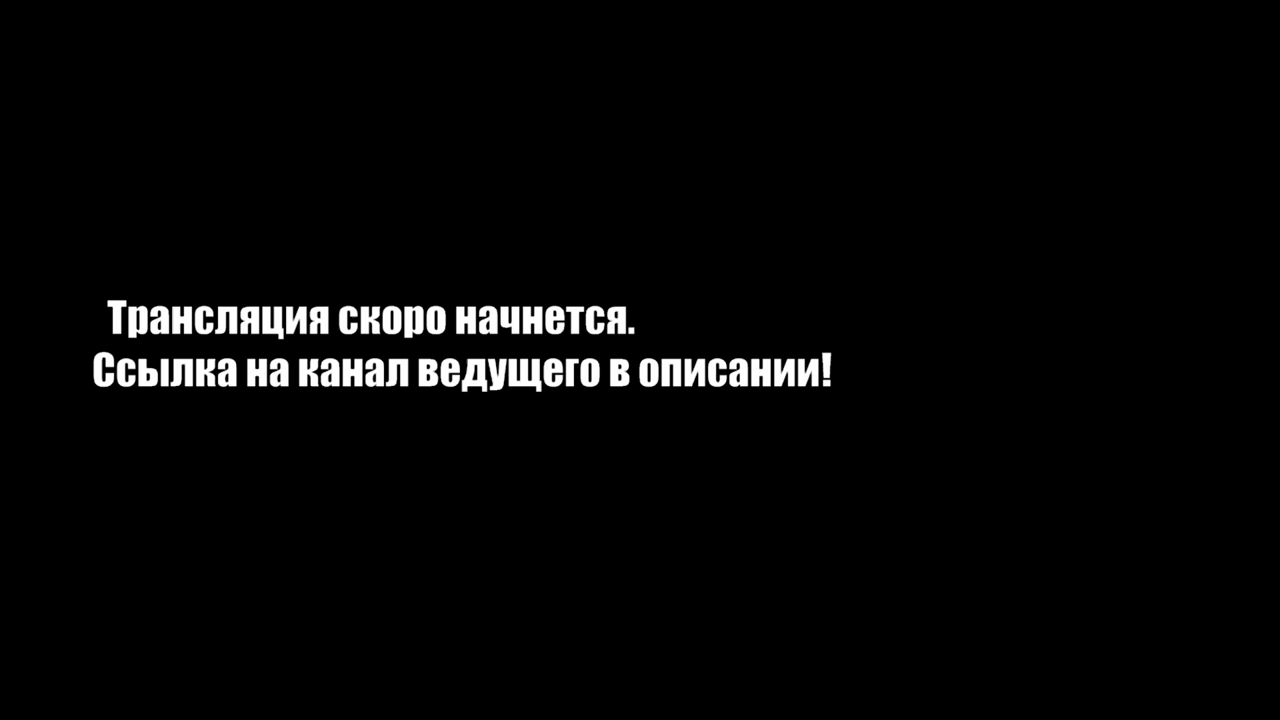 Трансляция скоро начнется.
Ссылка на канал ведущего в описании!